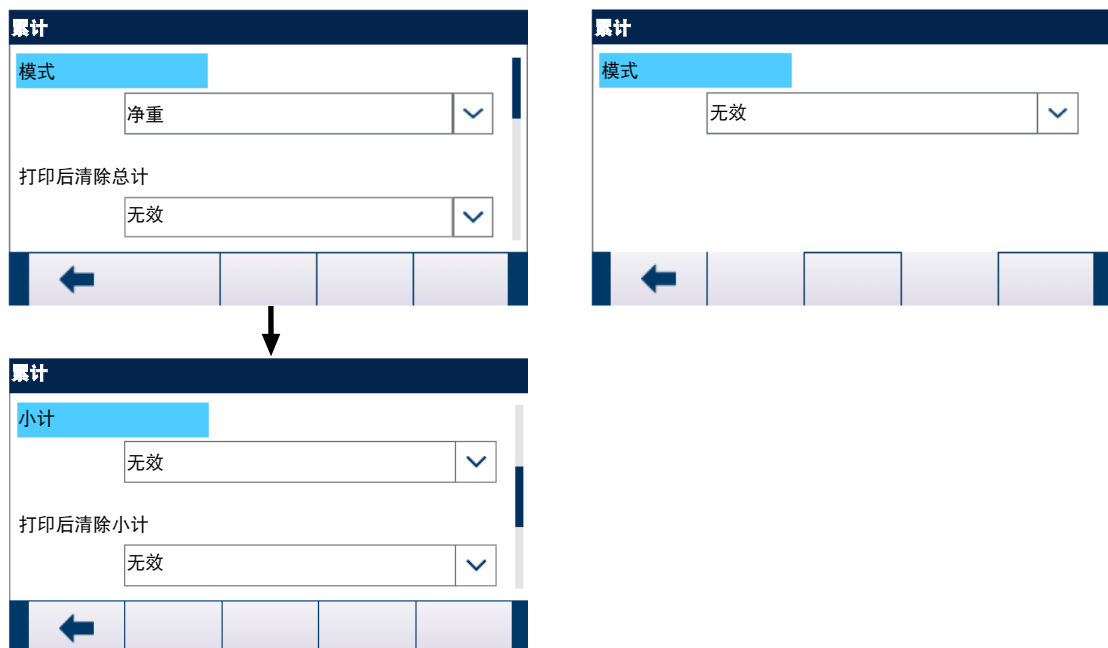 累计
模式
净重
打印后清除总计
无效
累计
模式
无效
累计
小计
无效
打印后清除小计
无效